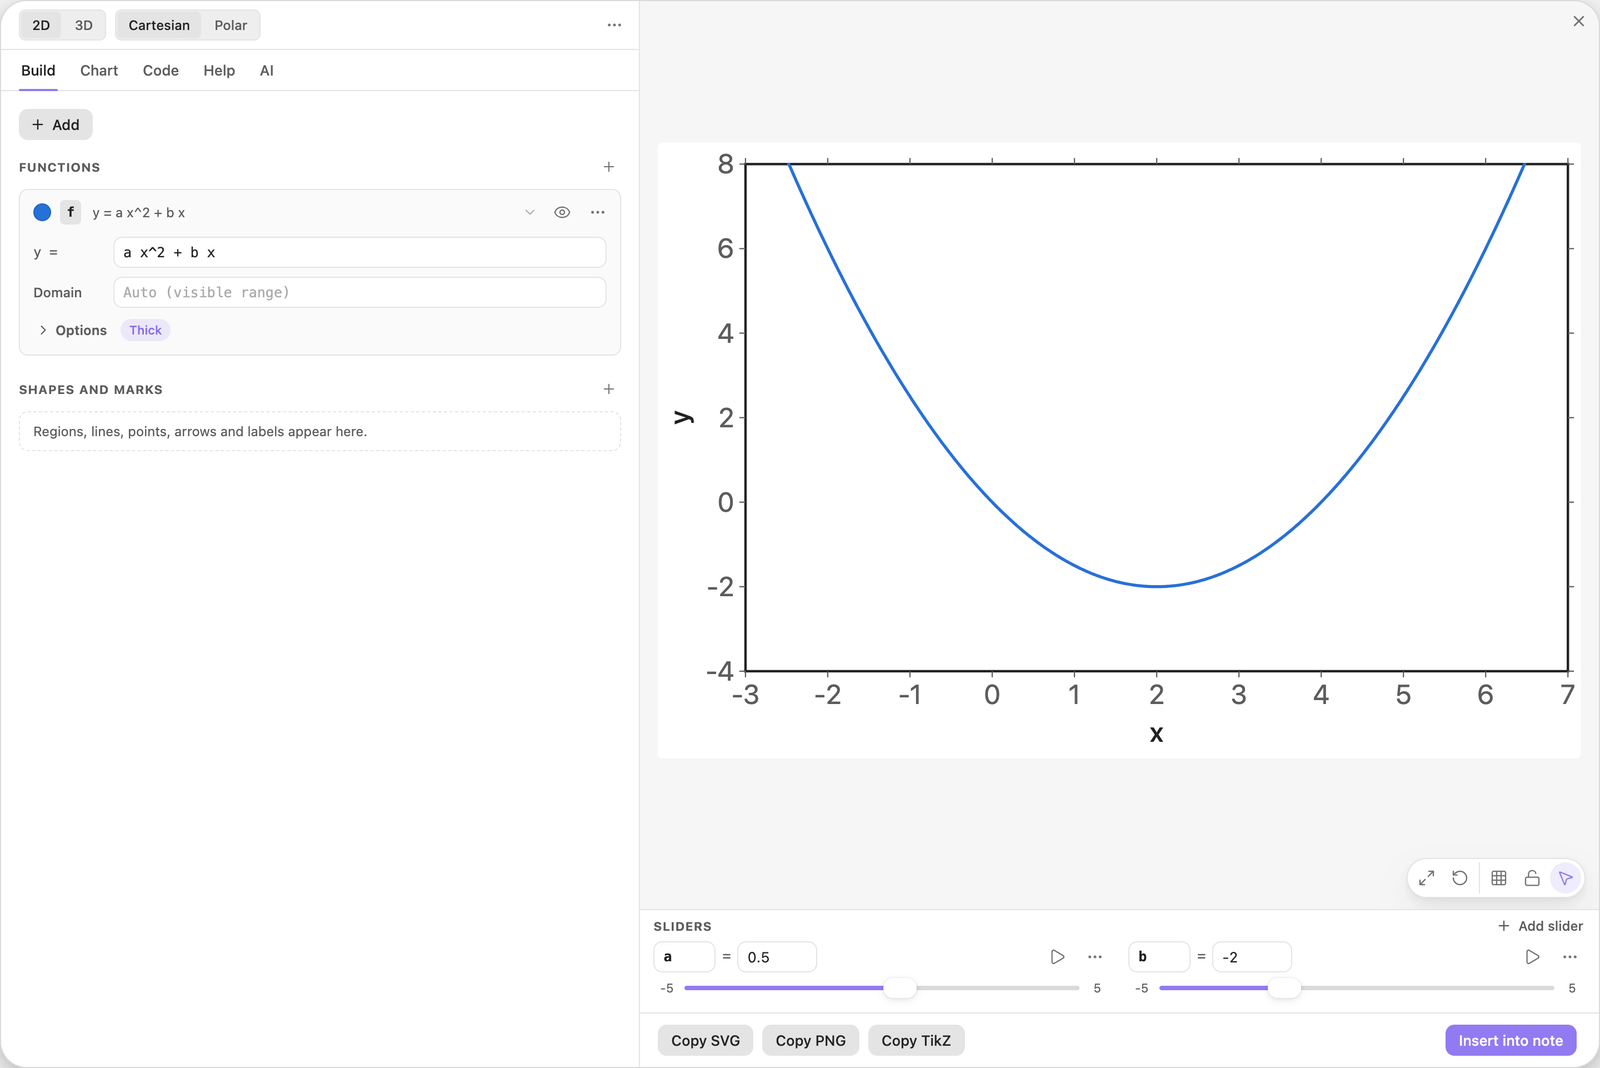 2D 3D Cartesian Polar
Build Chart Code Help AI
+ Add
FUNCTIONS
f y = a x^2 + b x
y = a x^2 + b x
Domain Auto (visible range)
Options Thick
SHAPES AND MARKS
Regions, lines, points, arrows and labels appear here.
8
6
4
2
0
-2
-4
y
-3 -2 -1 0 1 2 3 4 5 6 7
x
SLIDERS + Add slider
a = 0.5 b = -2
-5 5 -5 5
Copy SVG Copy PNG Copy TikZ Insert into note